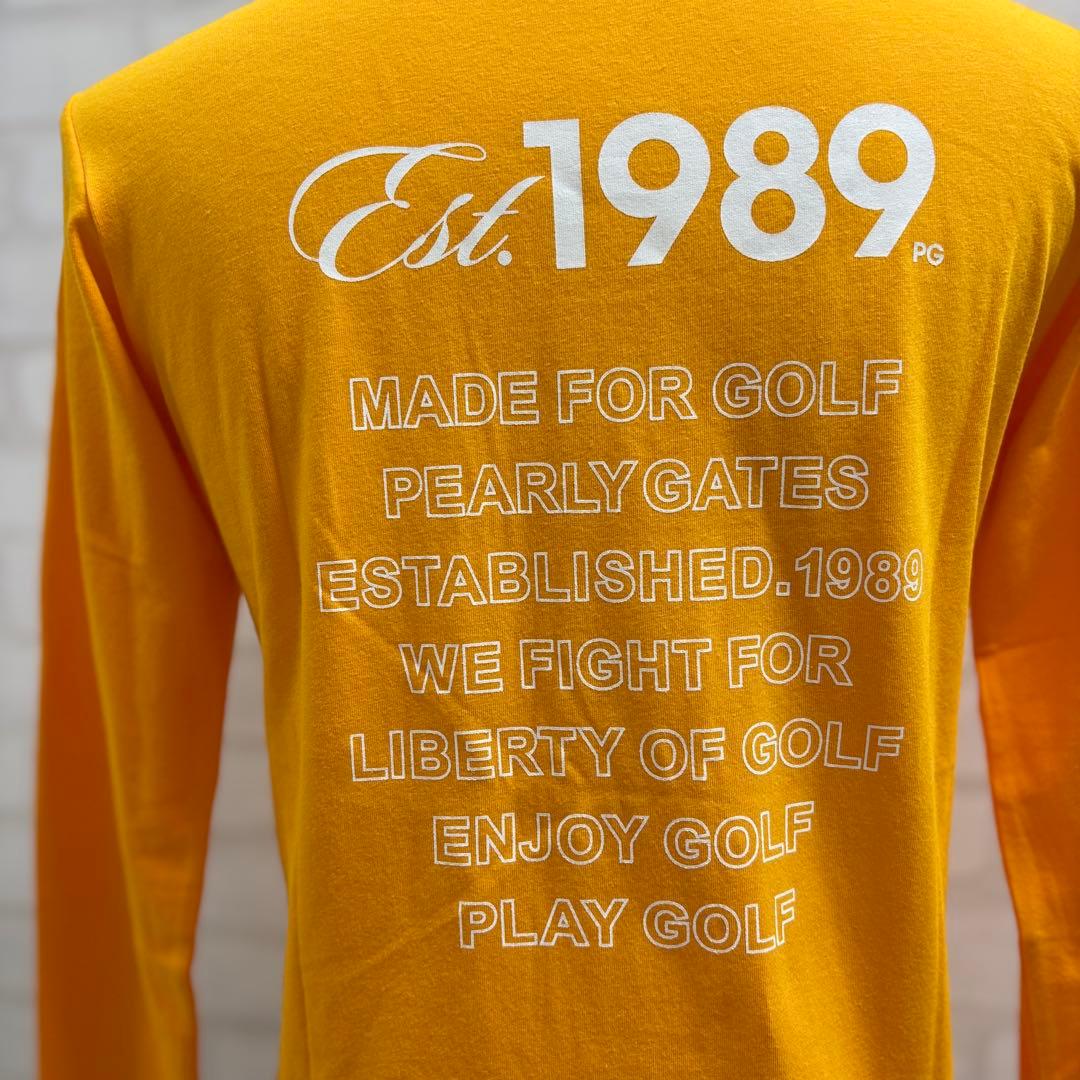 Est. 1989 PG
MADE FOR GOLF
PEARLY GATES
ESTABLISHED.1989
WE FIGHT FOR
LIBERTY OF GOLF
ENJOY GOLF
PLAY GOLF